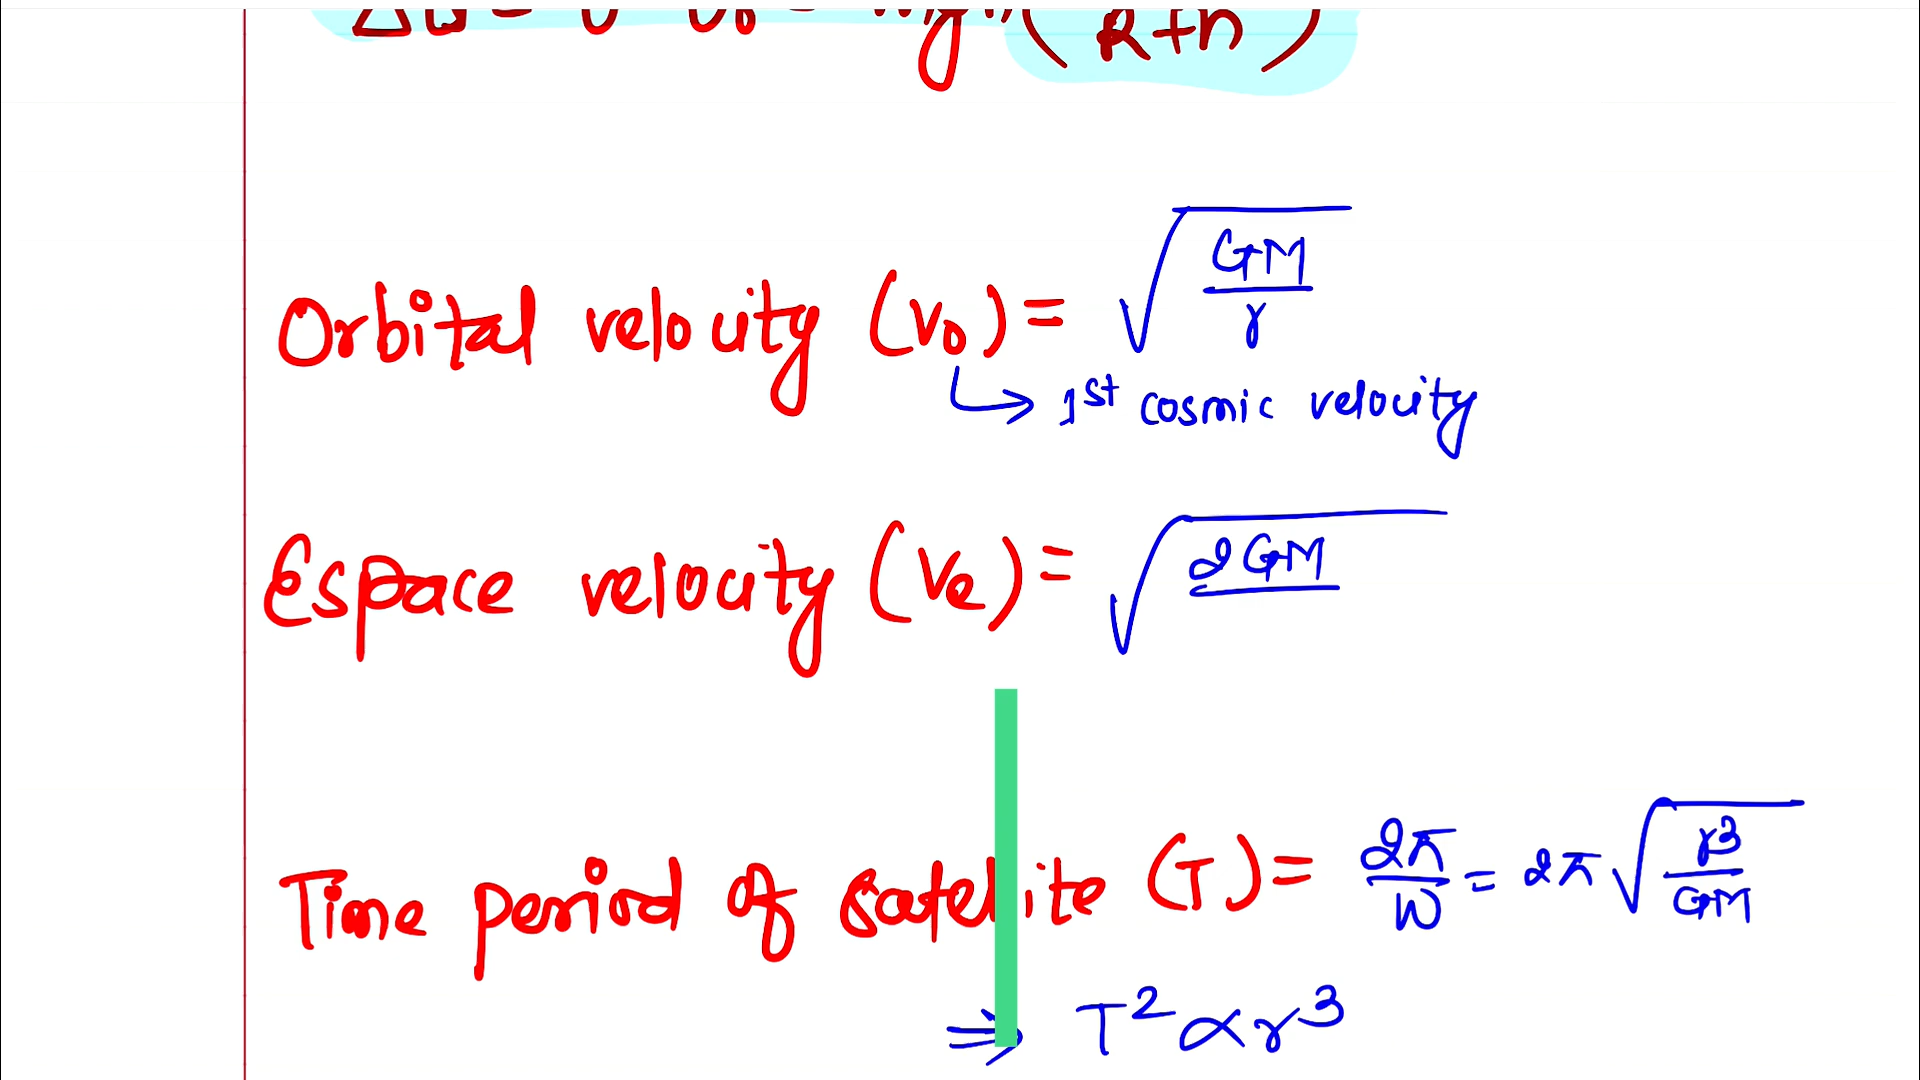 R+h )
Orbital velocity (V₀) = √(GM/r)
→ 1st cosmic velocity
Espace velocity (Ve) = √(2GM/ )
Time period of satellite (T) = 2π/W = 2π√(r³/GM)
⇒ T² ∝ r³